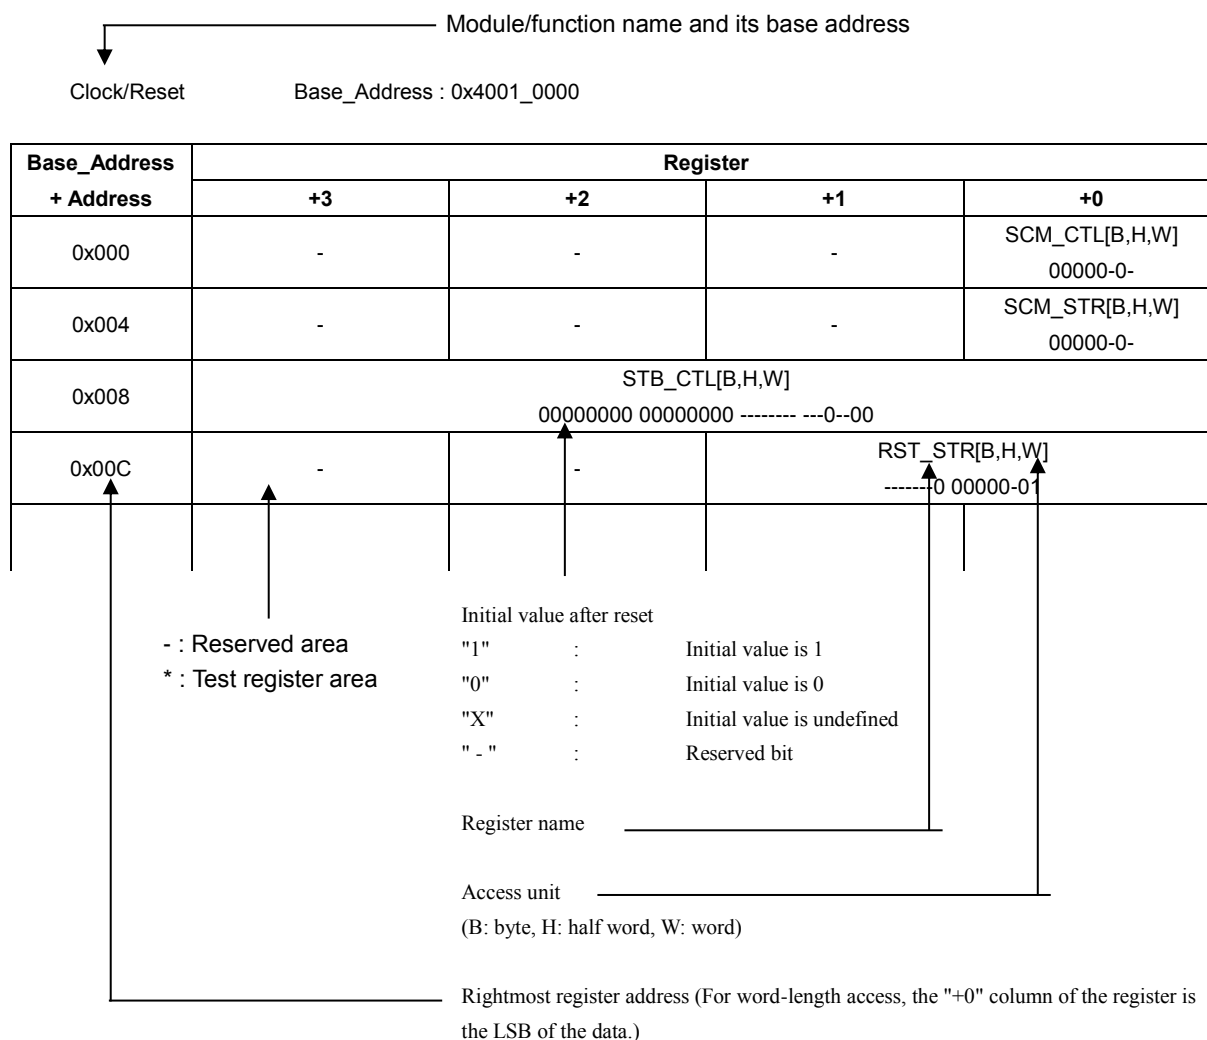 Module/function name and its base address
Clock/Reset Base_Address : 0x4001_0000
Base_Address + Address Register
+3 +2 +1 +0
0x000 - - - SCM_CTL[B,H,W]
00000-0-
0x004 - - - SCM_STR[B,H,W]
00000-0-
0x008 STB_CTL[B,H,W]
00000000 00000000 -------- ---0--00
0x00C - - RST_STR[B,H,W]
-------0 00000-01
- : Reserved area
* : Test register area
Initial value after reset
"1" : Initial value is 1
"0" : Initial value is 0
"X" : Initial value is undefined
" - " : Reserved bit
Register name
Access unit
(B: byte, H: half word, W: word)
Rightmost register address (For word-length access, the "+0" column of the register is
the LSB of the data.)